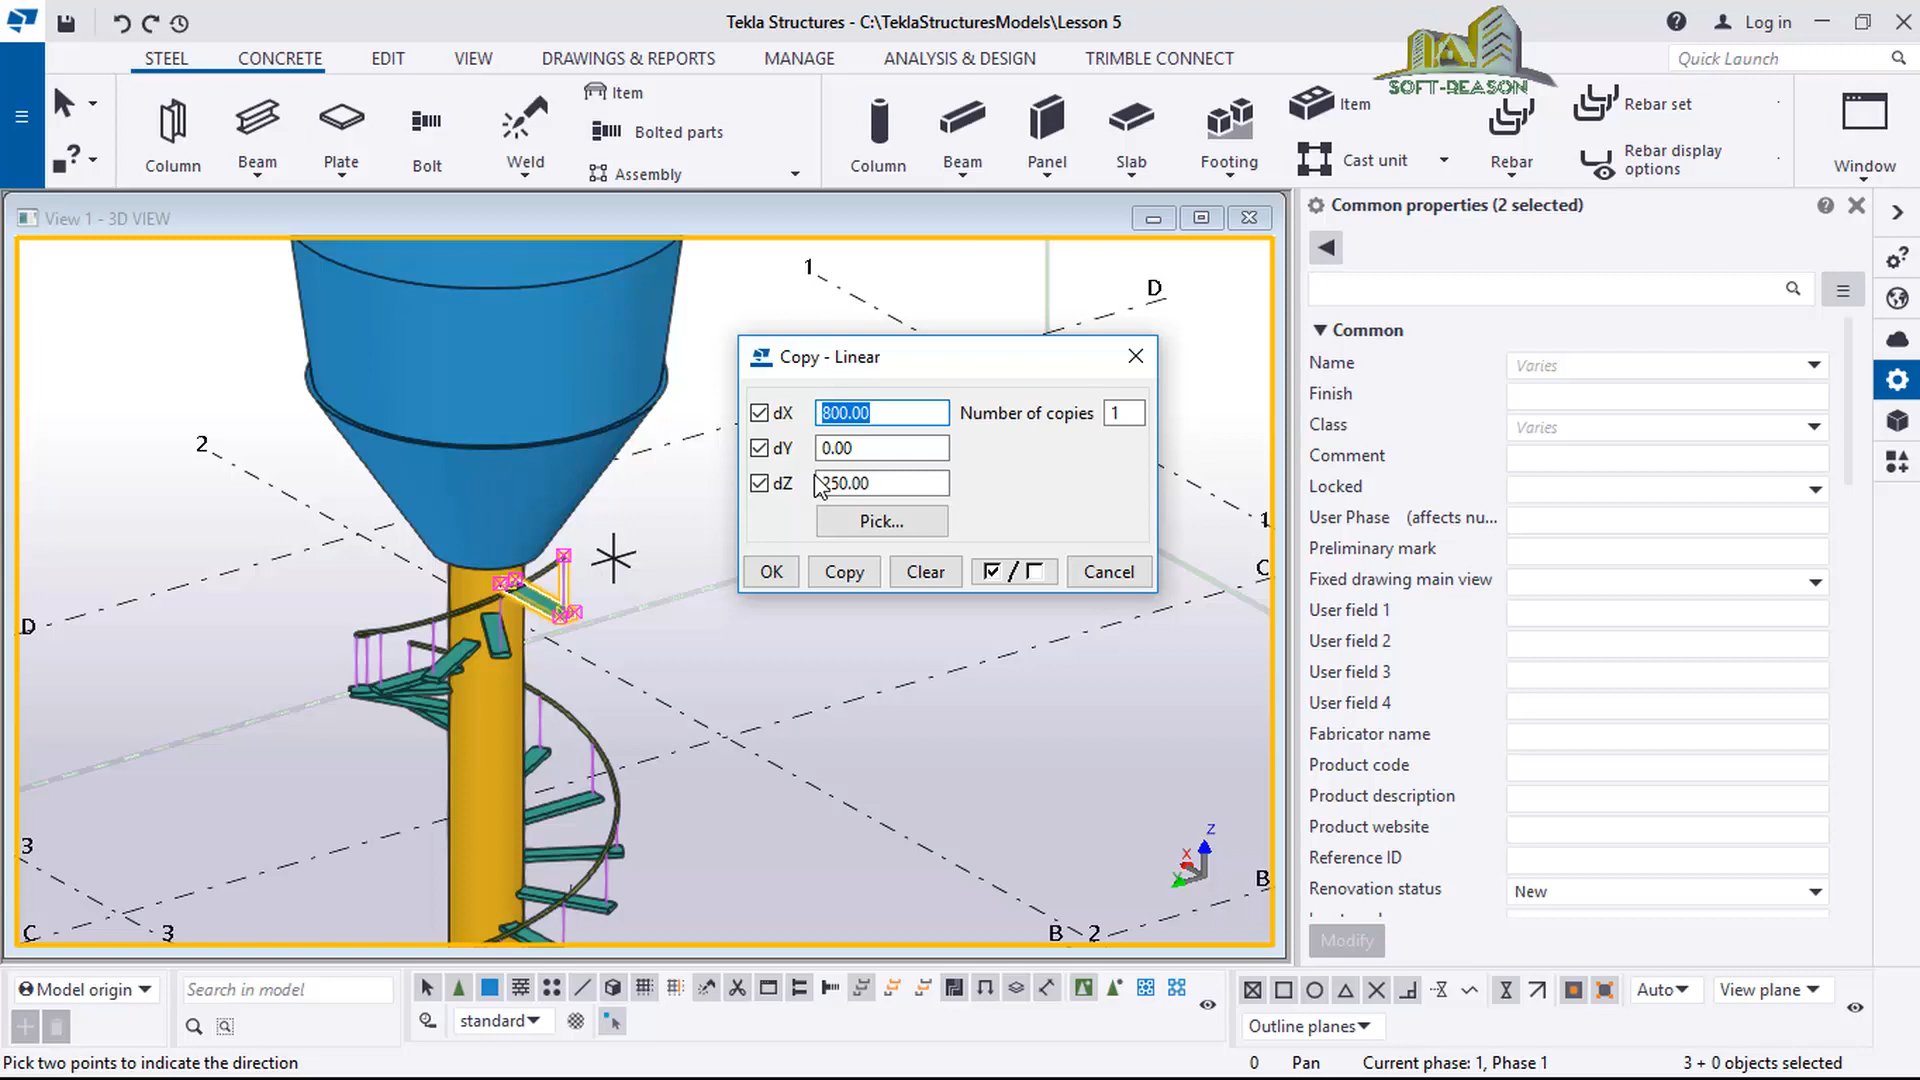 Tekla Structures - C:\TeklaStructuresModels\Lesson 5
Log in
STEEL
CONCRETE
EDIT
VIEW
DRAWINGS & REPORTS
MANAGE
ANALYSIS & DESIGN
TRIMBLE CONNECT
Quick Launch
SOFT-REASON
Column
Beam
Plate
Bolt
Weld
Item
Bolted parts
Assembly
Column
Beam
Panel
Slab
Footing
Item
Cast unit
Rebar
Rebar set
Rebar display
options
Window
View 1 - 3D VIEW
1
D
2
D
1
C
3
C
3
B
B
2
Z
X
Y
Copy - Linear
dX
800.00
Number of copies
1
dY
0.00
dZ
250.00
Pick...
OK
Copy
Clear
/
Cancel
Common properties (2 selected)
Common
Name
Varies
Finish
Class
Varies
Comment
Locked
User Phase (affects nu...
Preliminary mark
Fixed drawing main view
User field 1
User field 2
User field 3
User field 4
Fabricator name
Product code
Product description
Product website
Reference ID
Renovation status
New
Modify
Model origin
Search in model
standard
Auto
View plane
Outline planes
Pick two points to indicate the direction
0
Pan
Current phase: 1, Phase 1
3 + 0 objects selected